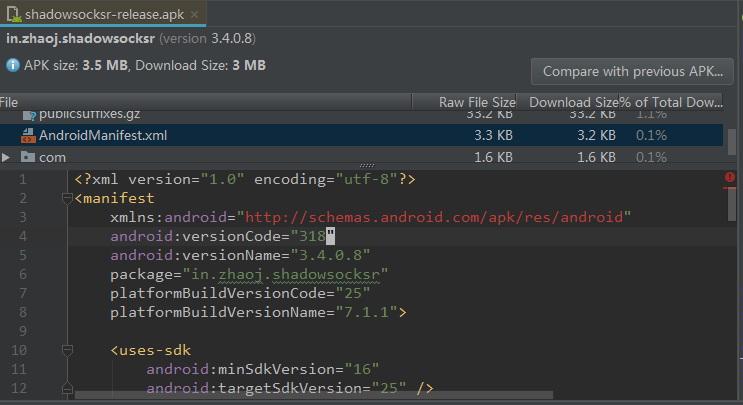 shadowsocksr-release.apk
in.zhaoj.shadowsocksr (version 3.4.0.8)
APK size: 3.5 MB, Download Size: 3 MB
Compare with previous APK...
File Raw File Size Download Size % of Total Dow...
publicsuffixes.gz 33.2 KB 33.2 KB 1.1%
AndroidManifest.xml 3.3 KB 3.2 KB 0.1%
com 1.6 KB 1.6 KB 0.1%
1 <?xml version="1.0" encoding="utf-8"?>
2 <manifest
3 xmlns:android="http://schemas.android.com/apk/res/android"
4 android:versionCode="318"
5 android:versionName="3.4.0.8"
6 package="in.zhaoj.shadowsocksr"
7 platformBuildVersionCode="25"
8 platformBuildVersionName="7.1.1">
9
10 <uses-sdk
11 android:minSdkVersion="16"
12 android:targetSdkVersion="25" />